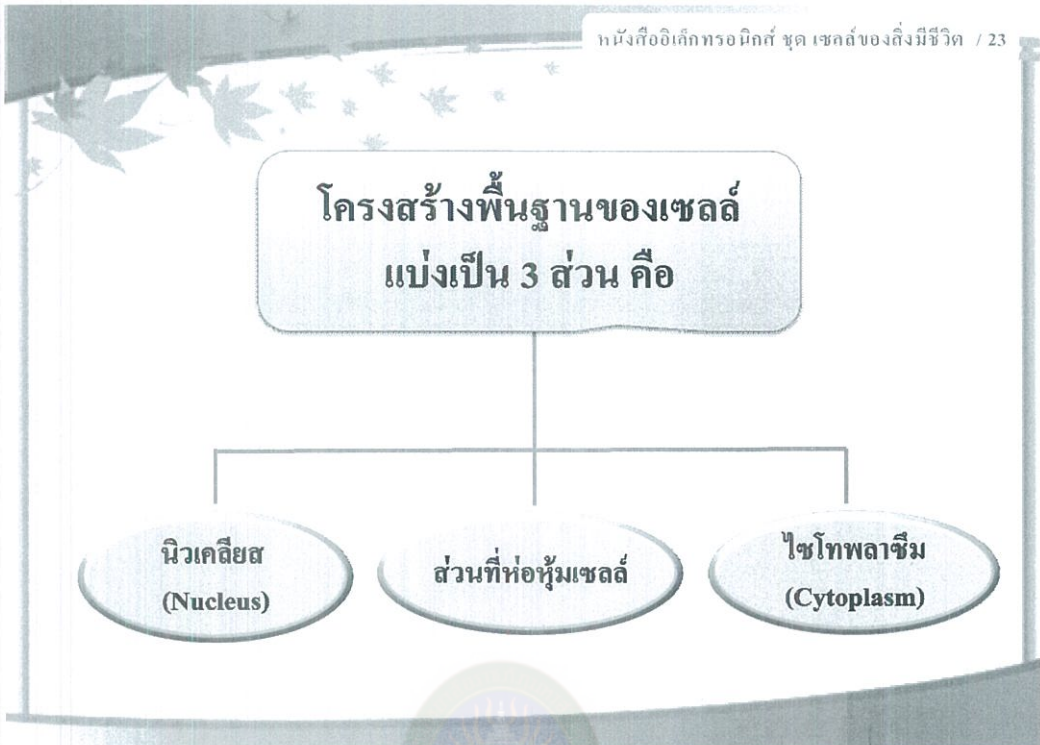 หนังสืออิเล็กทรอนิกส์ ชุด เซลล์ของสิ่งมีชีวิต / 23
โครงสร้างพื้นฐานของเซลล์
แบ่งเป็น 3 ส่วน คือ
นิวเคลียส
(Nucleus)
ส่วนที่ห่อหุ้มเซลล์
ไซโทพลาซึม
(Cytoplasm)